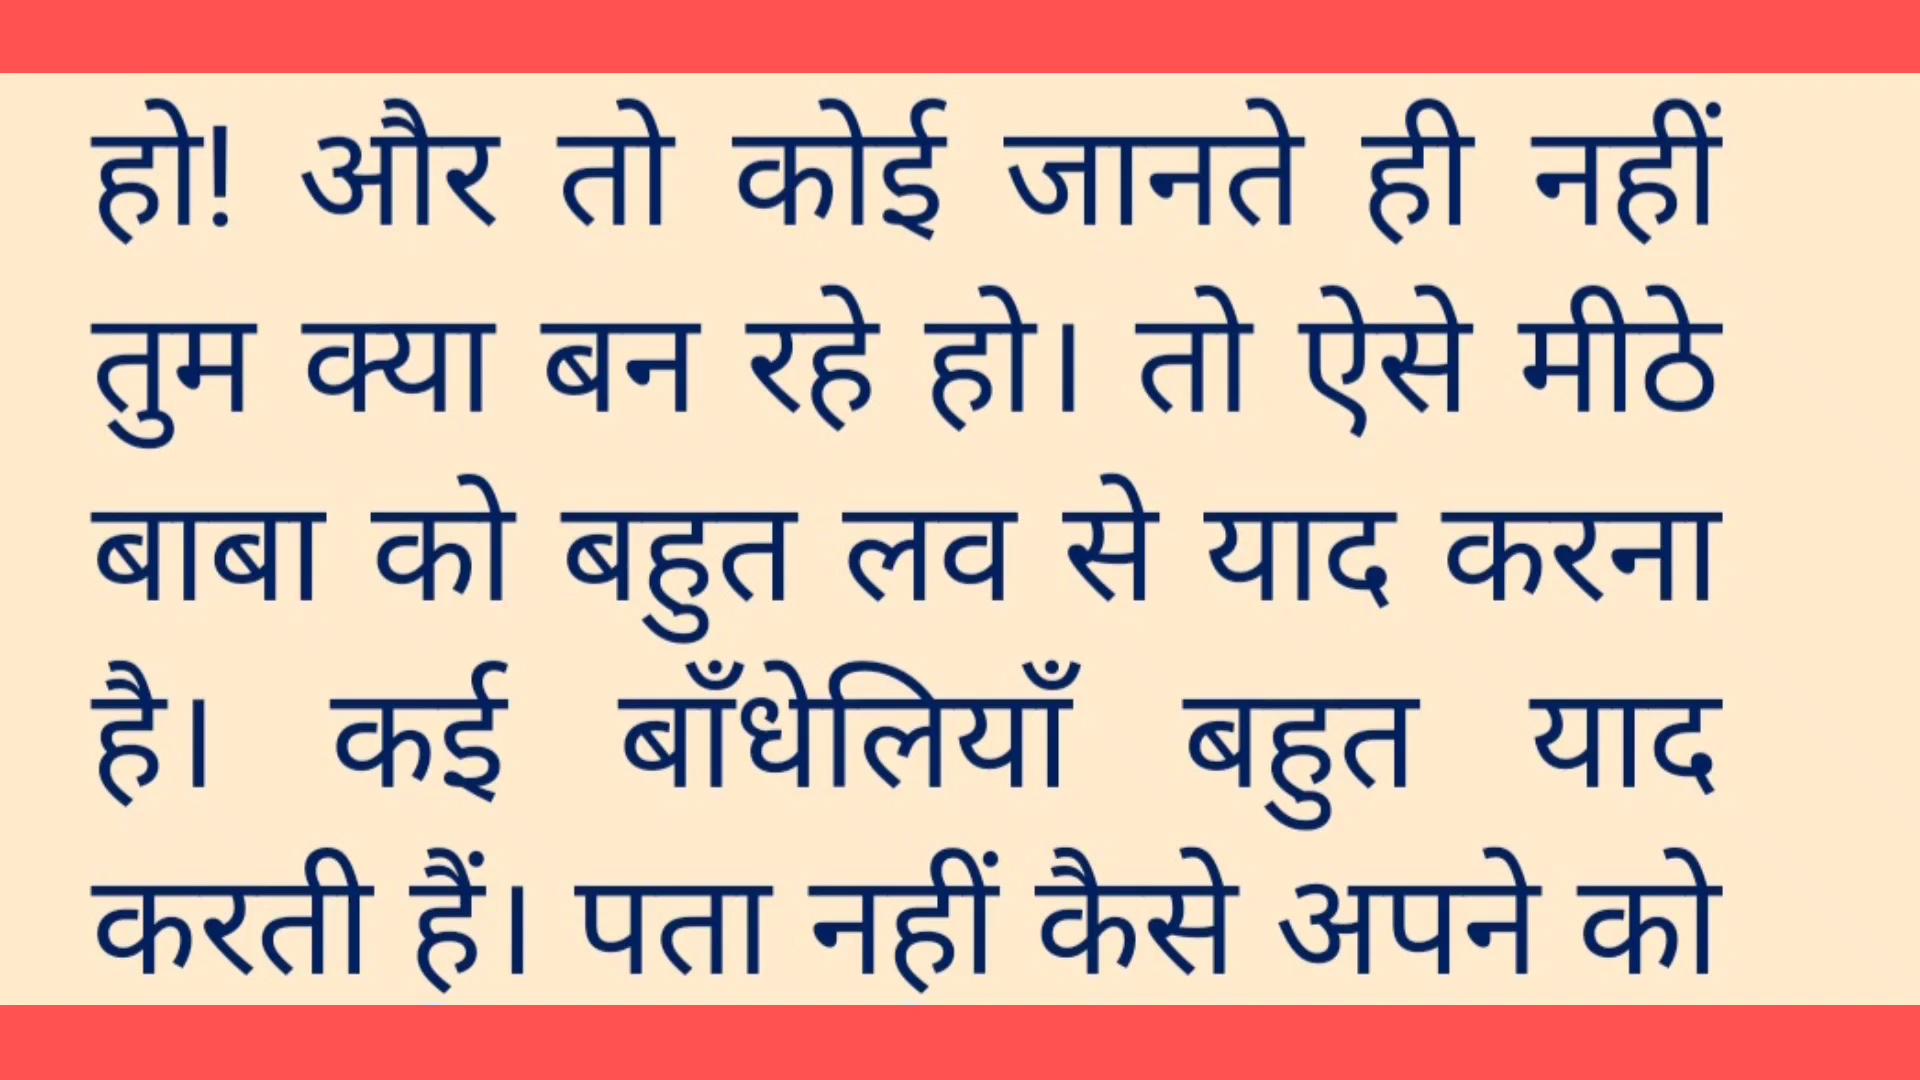 हो! और तो कोई जानते ही नहीं
तुम क्या बन रहे हो। तो ऐसे मीठे
बाबा को बहुत लव से याद करना
है। कई बाँधेलियाँ बहुत याद
करती हैं। पता नहीं कैसे अपने को